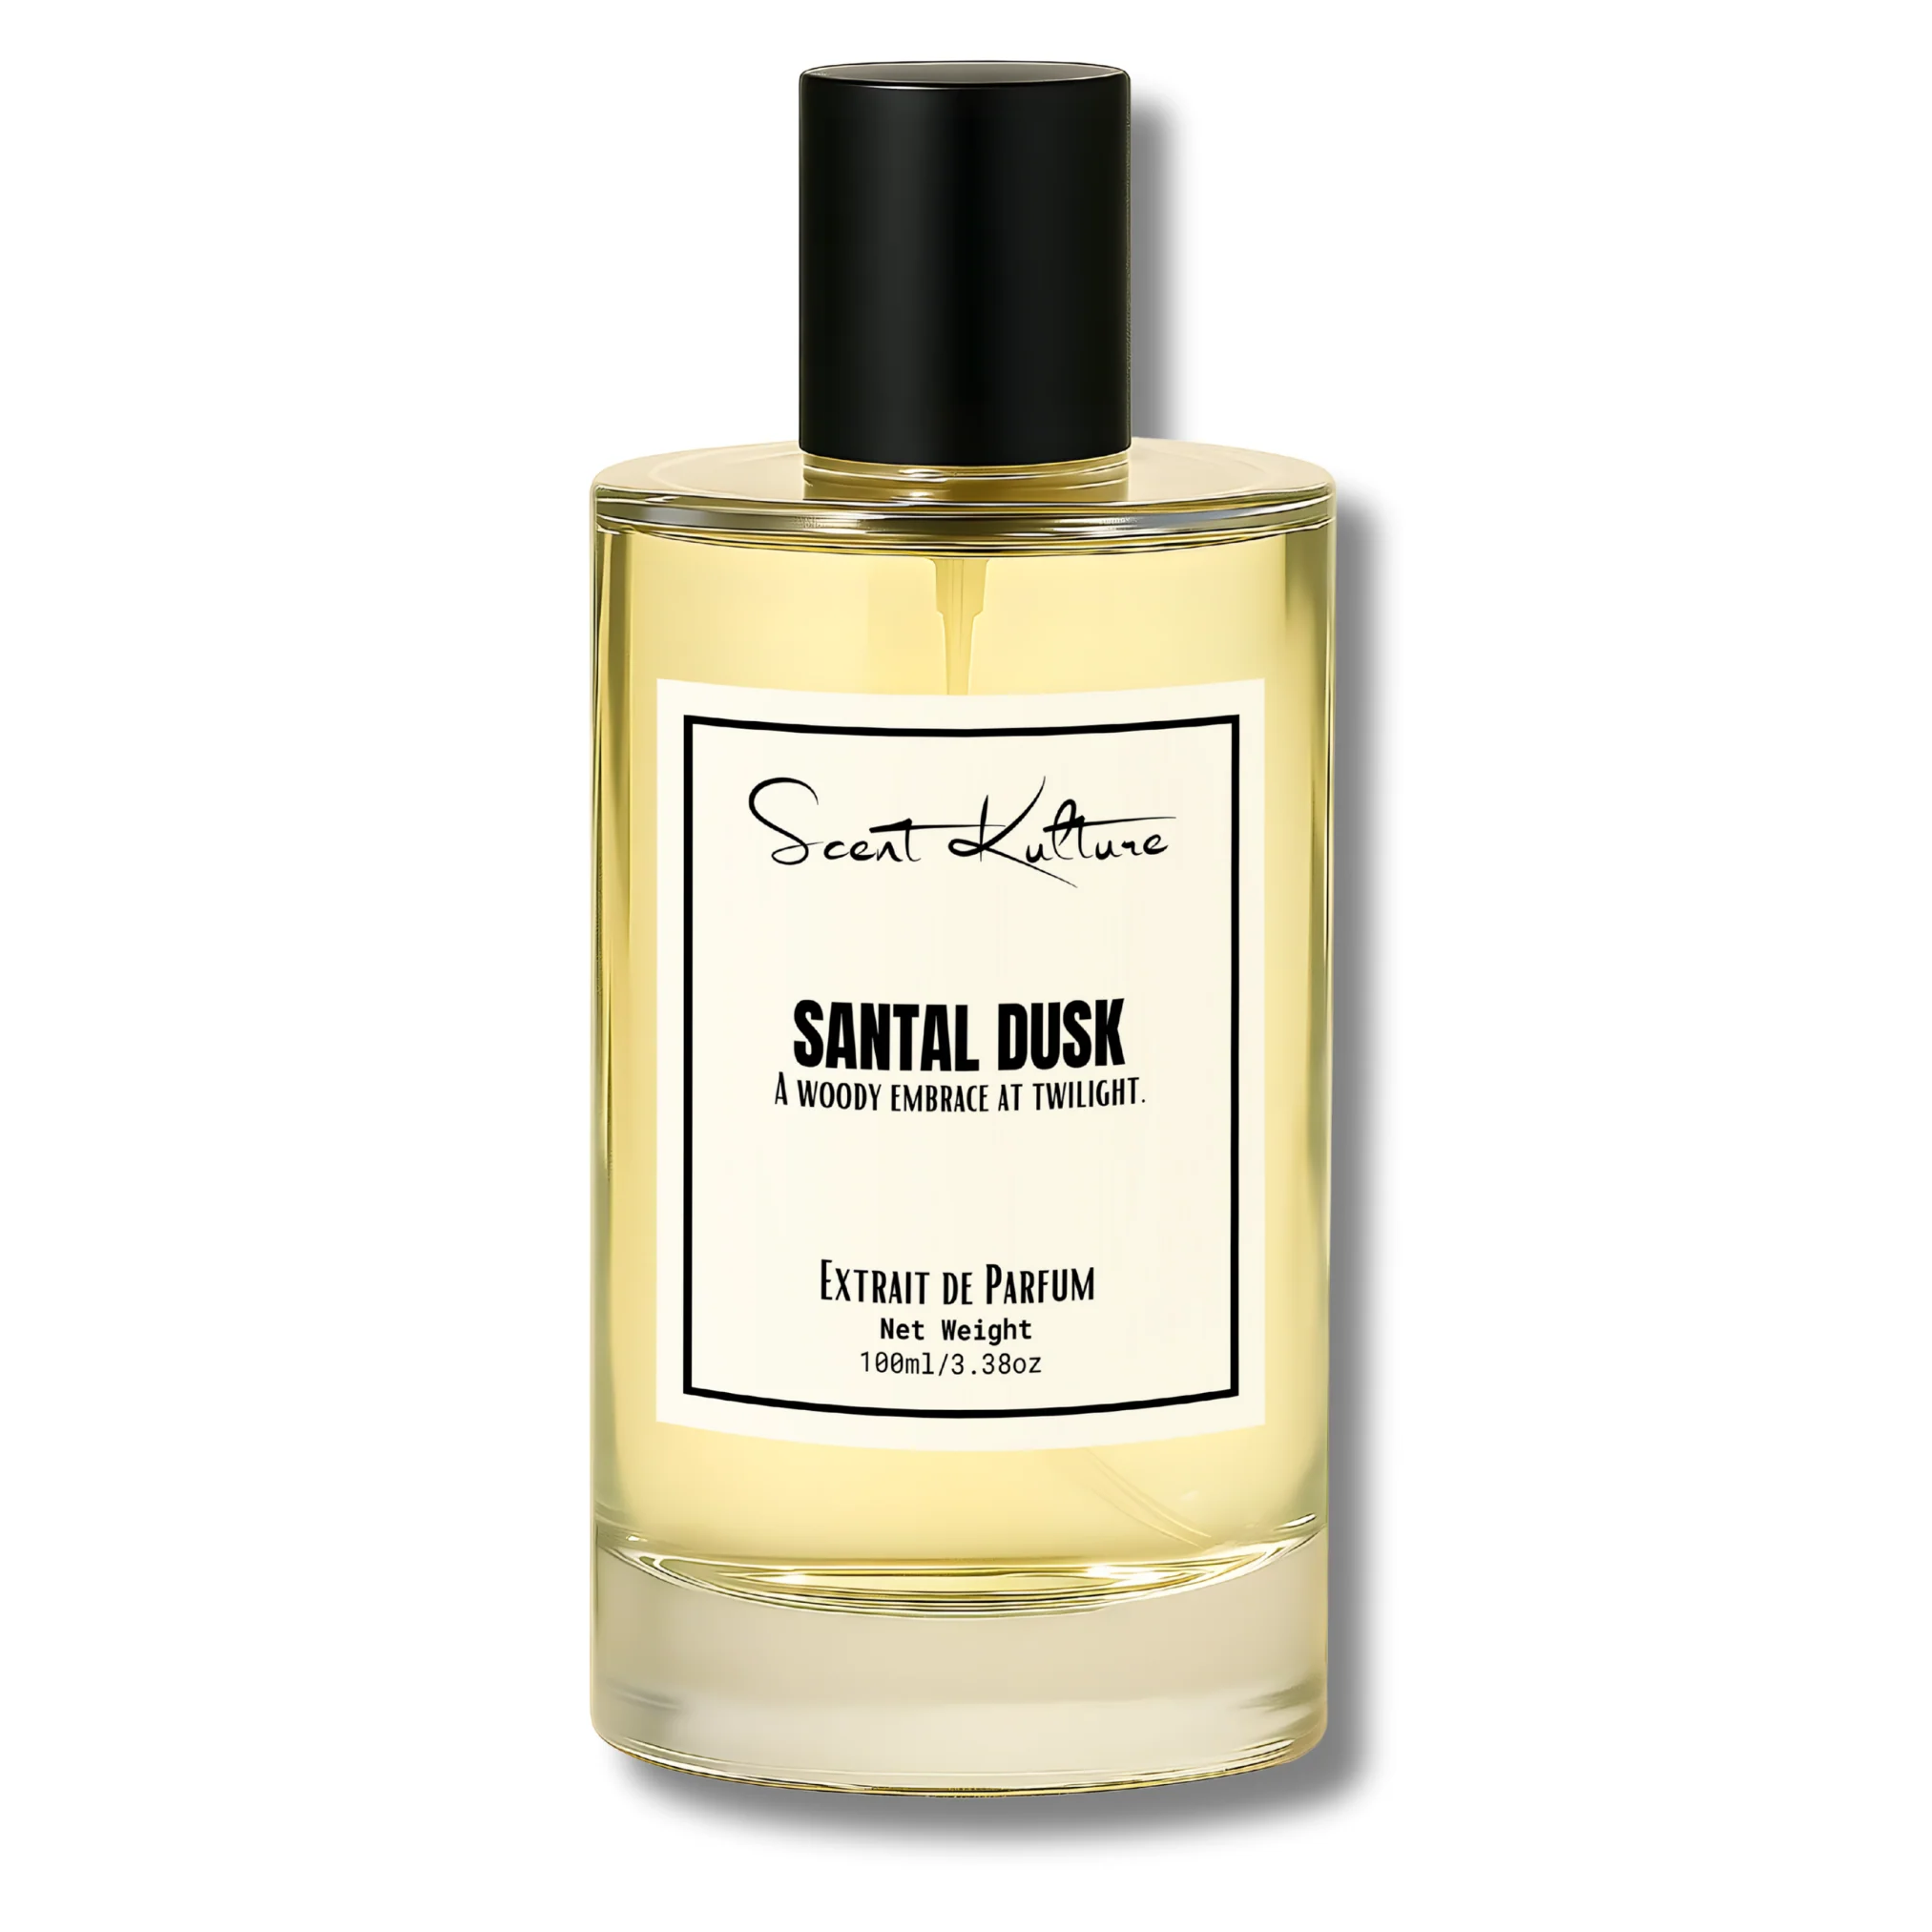 Scent Kulture
SANTAL DUSK
A WOODY EMBRACE AT TWILIGHT.
EXTRAIT DE PARFUM
Net Weight
100ml/3.38oz